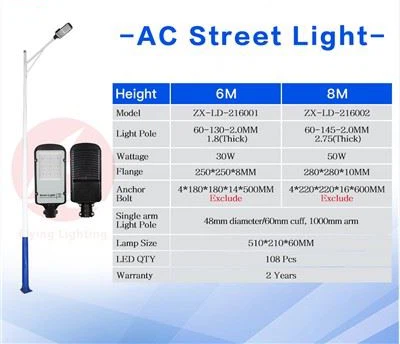 -AC Street Light-
Height 6M 8M
Model ZX-LD-216001 ZX-LD-216002
Light Pole 60-130-2.0MM 60-145-2.0MM
1.8(Thick) 2.75(Thick)
Wattage 30W 50W
Flange 250*250*8MM 280*280*10MM
Anchor 4*180*180*14*500MM 4*220*220*16*600MM
Bolt Exclude Exclude
Single arm
Light Pole 48mm diameter/60mm cuff, 1000mm arm
Lamp Size 510*210*60MM
LED QTY 108 Pcs
Warranty 2 Years
Lighting